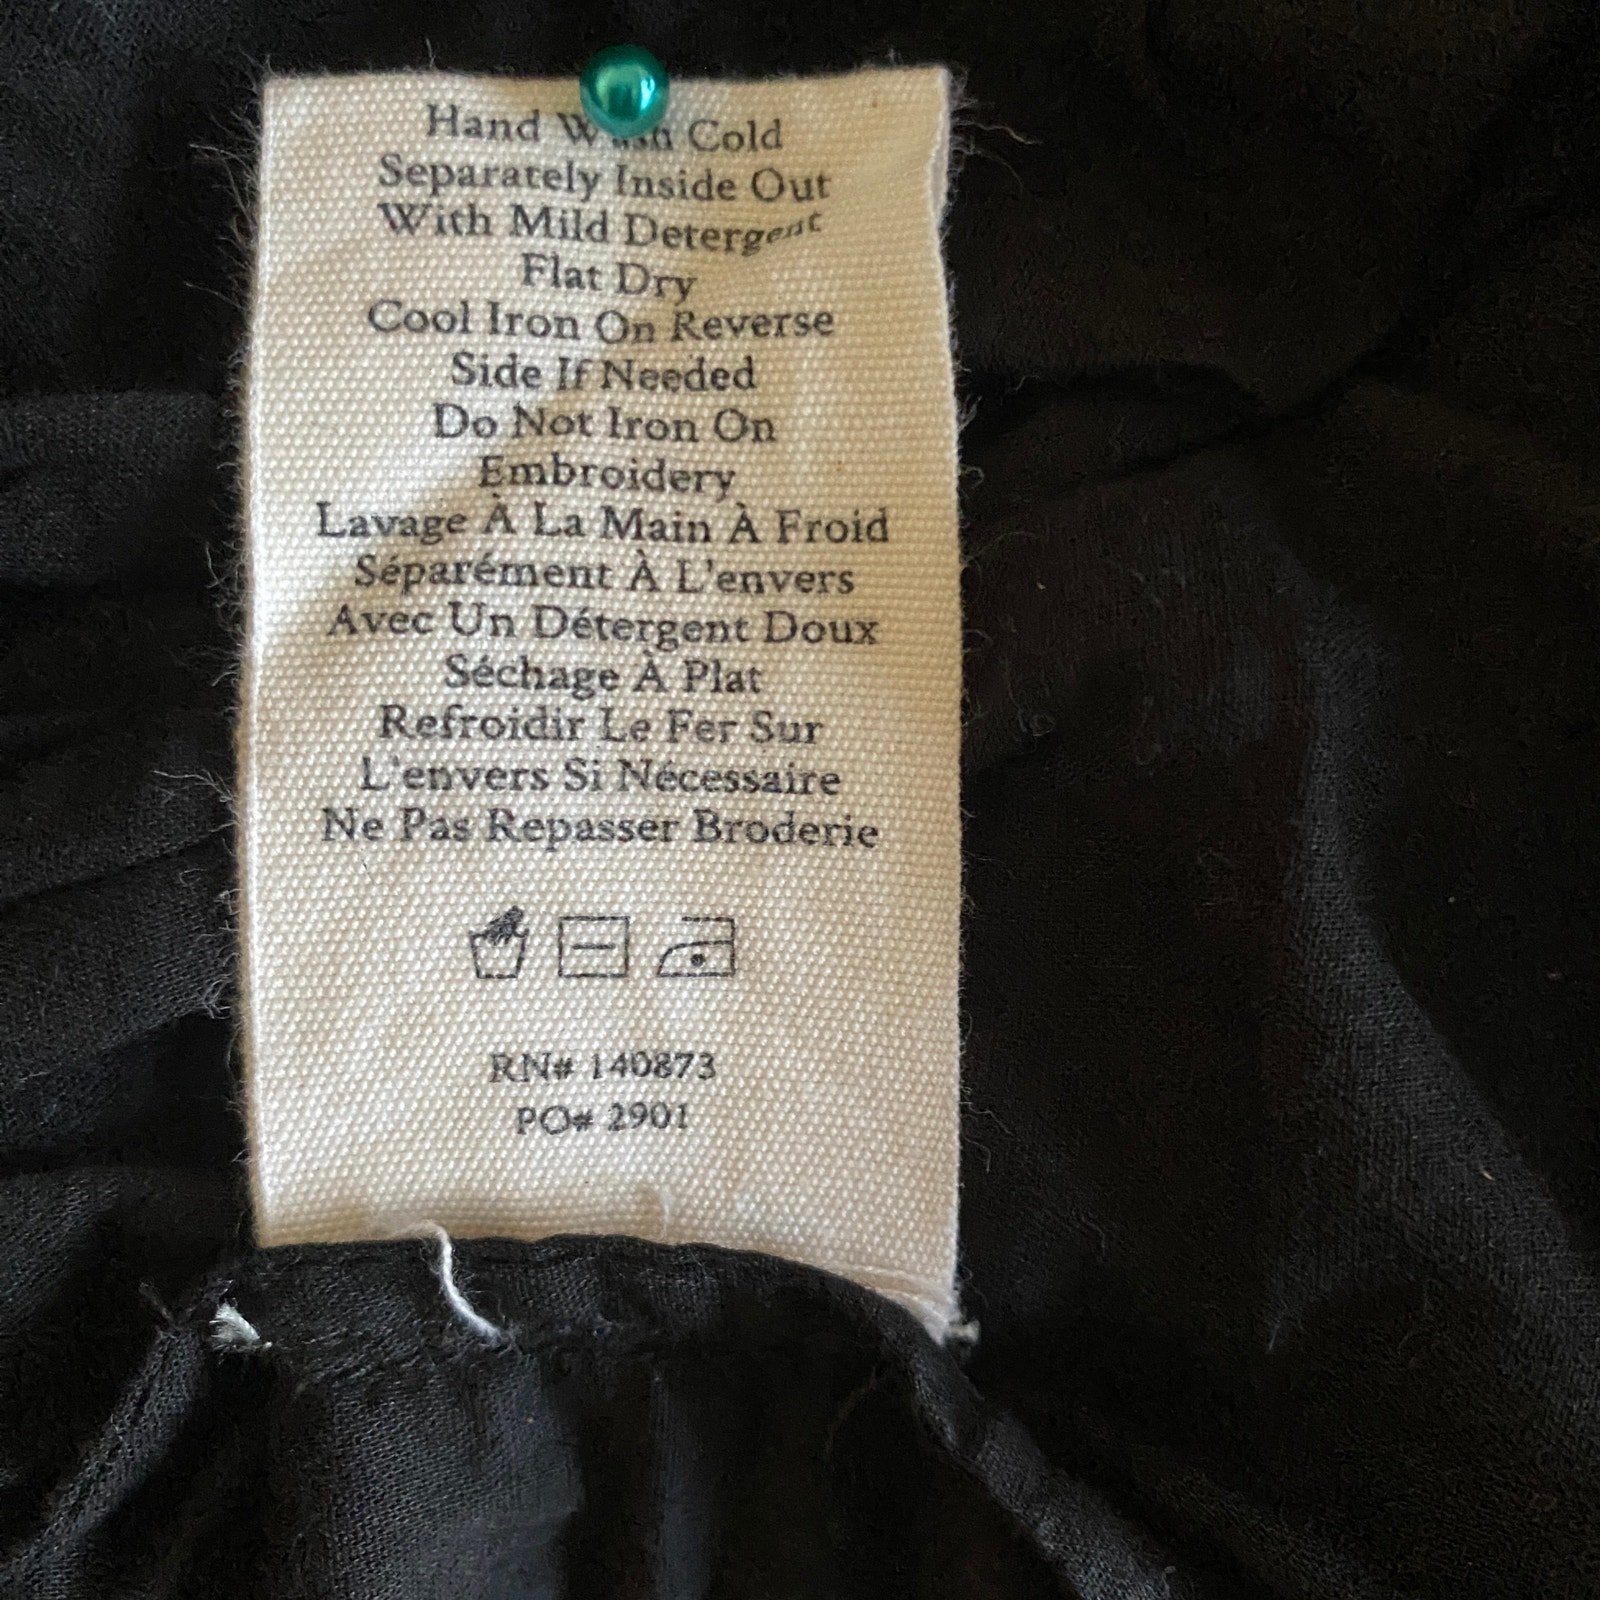 Hand Wash Cold
Separately Inside Out
With Mild Detergent
Flat Dry
Cool Iron On Reverse
Side If Needed
Do Not Iron On
Embroidery
Lavage À La Main À Froid
Séparément À L'envers
Avec Un Détergent Doux
Séchage À Plat
Refroidir Le Fer Sur
L'envers Si Nécessaire
Ne Pas Repasser Broderie
RN# 140873
PO# 2901